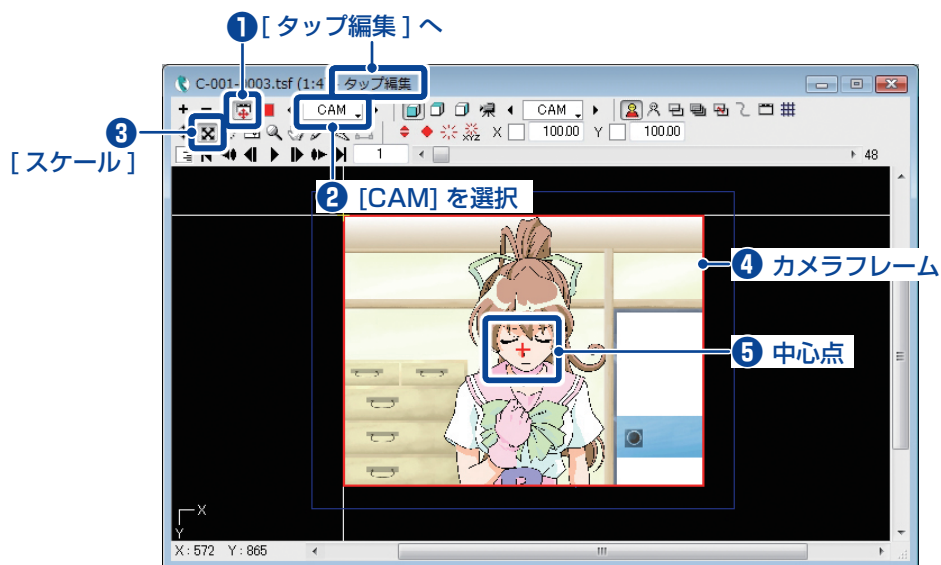 ❶[ タップ編集 ] へ
C-001-0003.tsf (1:4 タップ編集
CAM
CAM
❸
[ スケール ]
X 100.00 Y 100.00
1
48
❷ [CAM] を選択
❹ カメラフレーム
❺ 中心点
X
Y
X : 572 Y : 865